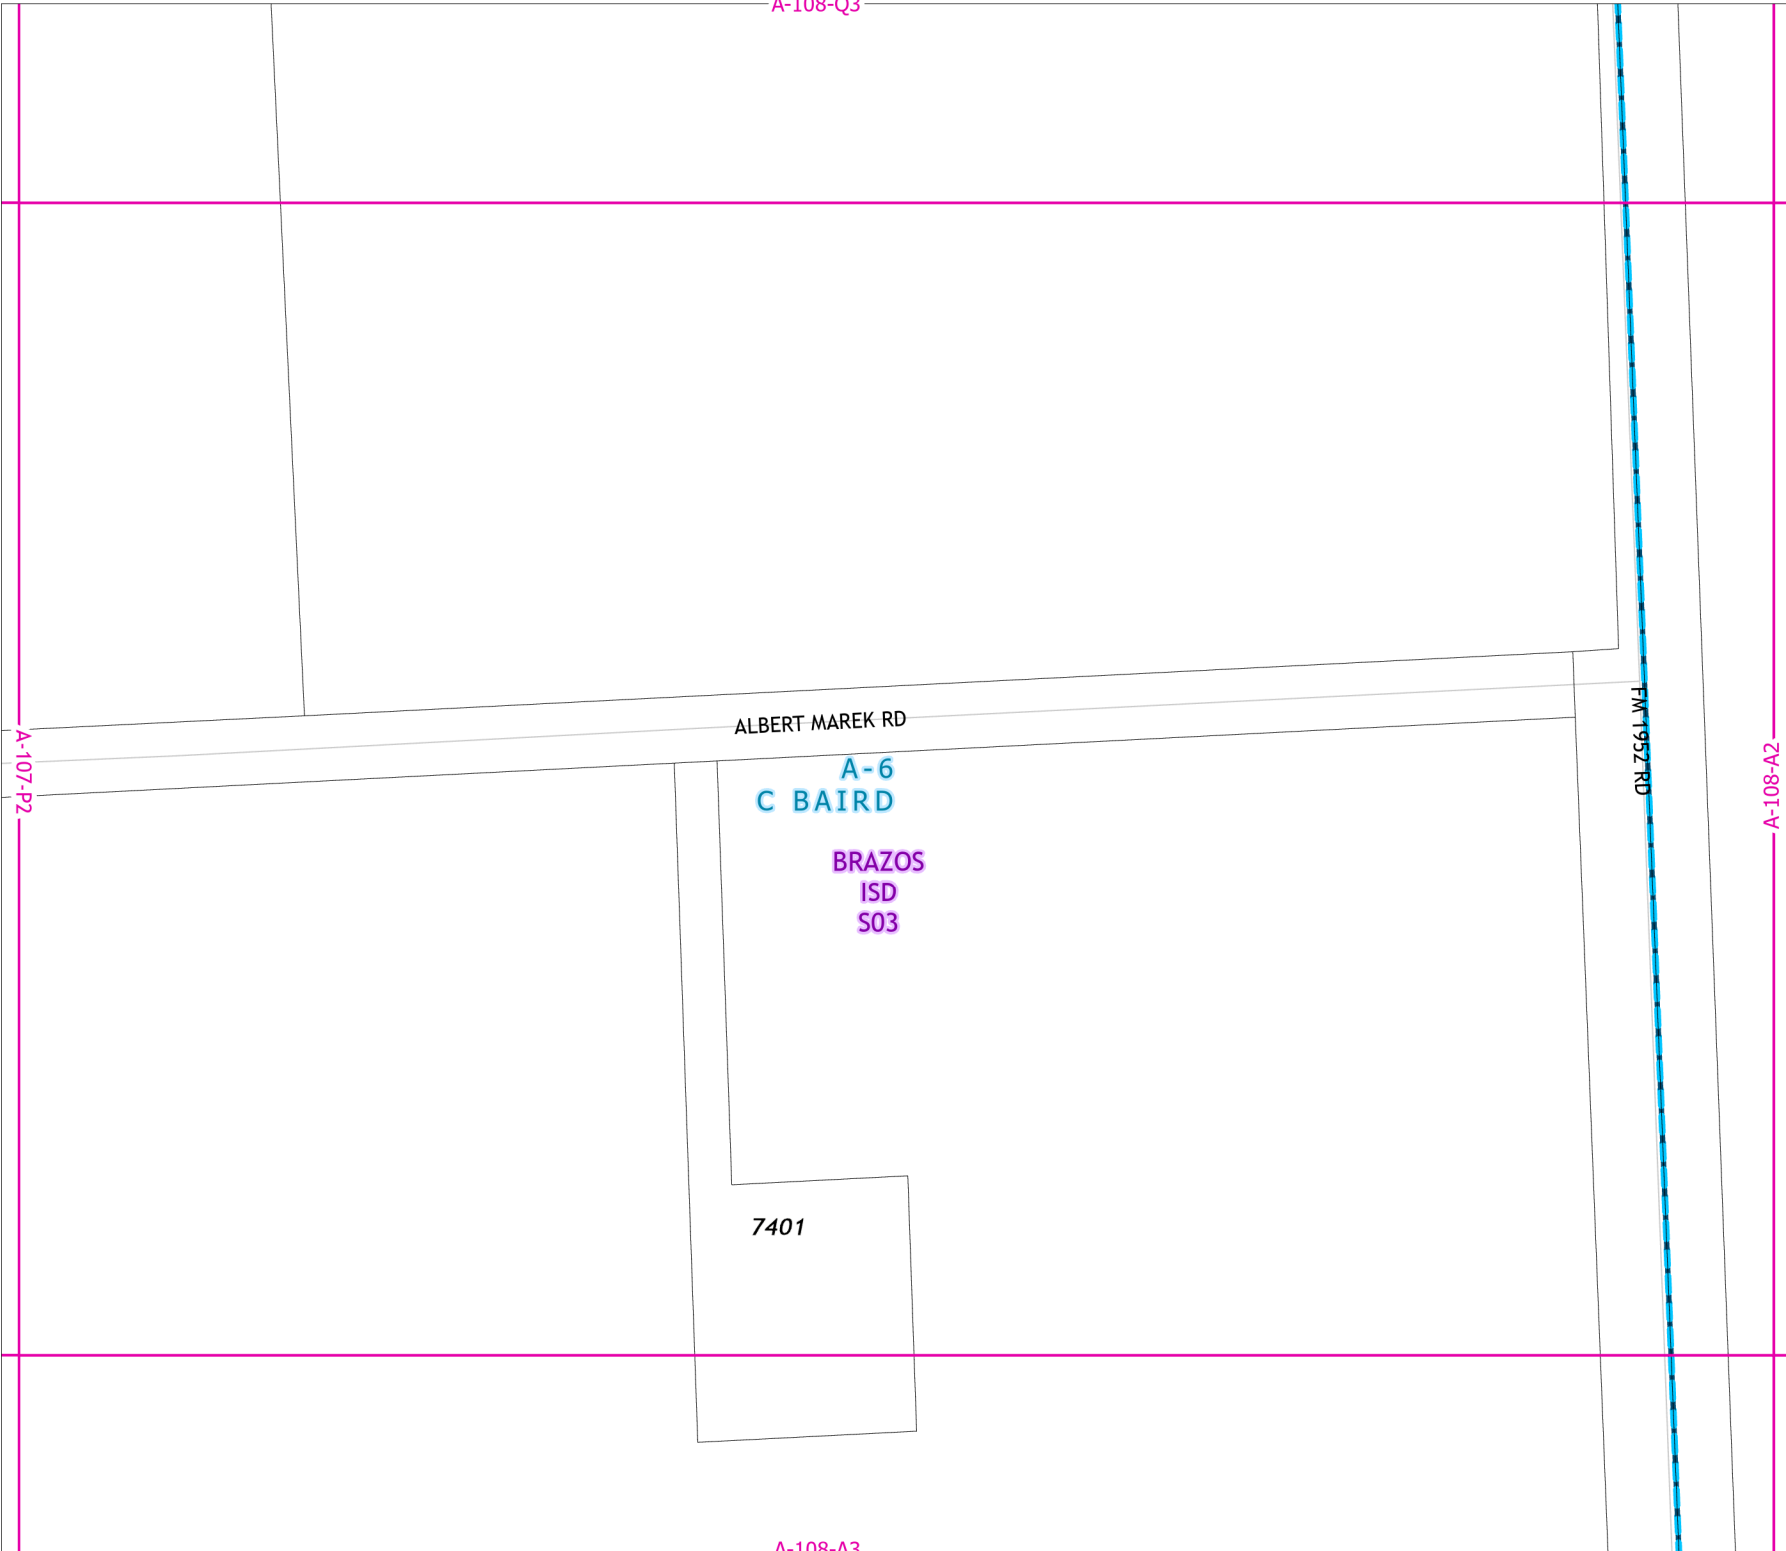 A-108-Q3
ALBERT MAREK RD
FM 1952 RD
A-107-P2
A-108-A2
A-6
C BAIRD
BRAZOS
ISD
S03
7401
A-108-A3